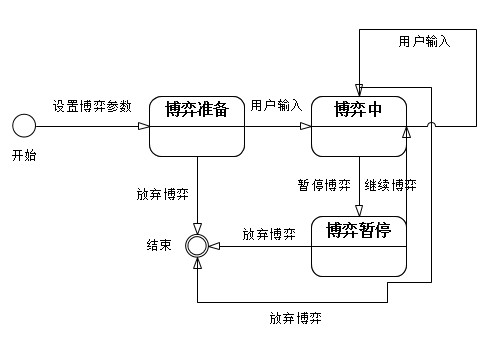 用户输入
设置博弈参数
博弈准备
用户输入
博弈中
开始
放弃博弈
暂停博弈
继续博弈
结束
放弃博弈
博弈暂停
放弃博弈